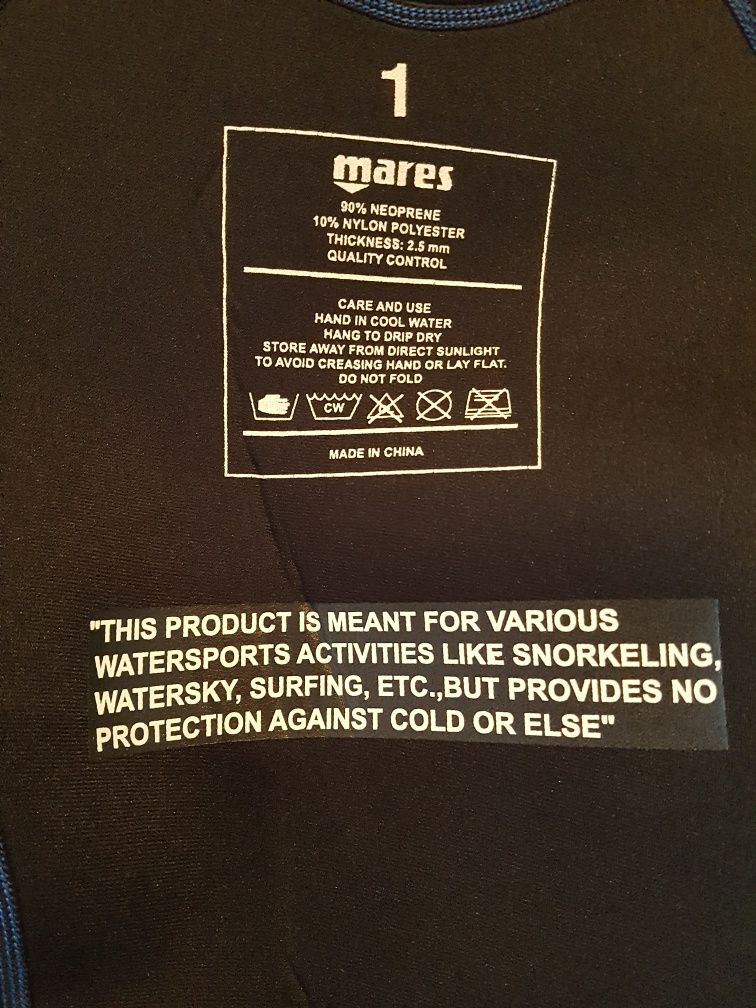 1
mares
90% NEOPRENE
10% NYLON POLYESTER
THICKNESS: 2.5 mm
QUALITY CONTROL
CARE AND USE
HAND IN COOL WATER
HANG TO DRIP DRY
STORE AWAY FROM DIRECT SUNLIGHT
TO AVOID CREASING HAND OR LAY FLAT.
DO NOT FOLD
CW
MADE IN CHINA
"THIS PRODUCT IS MEANT FOR VARIOUS
WATERSPORTS ACTIVITIES LIKE SNORKELING,
WATERSKY, SURFING, ETC.,BUT PROVIDES NO
PROTECTION AGAINST COLD OR ELSE"